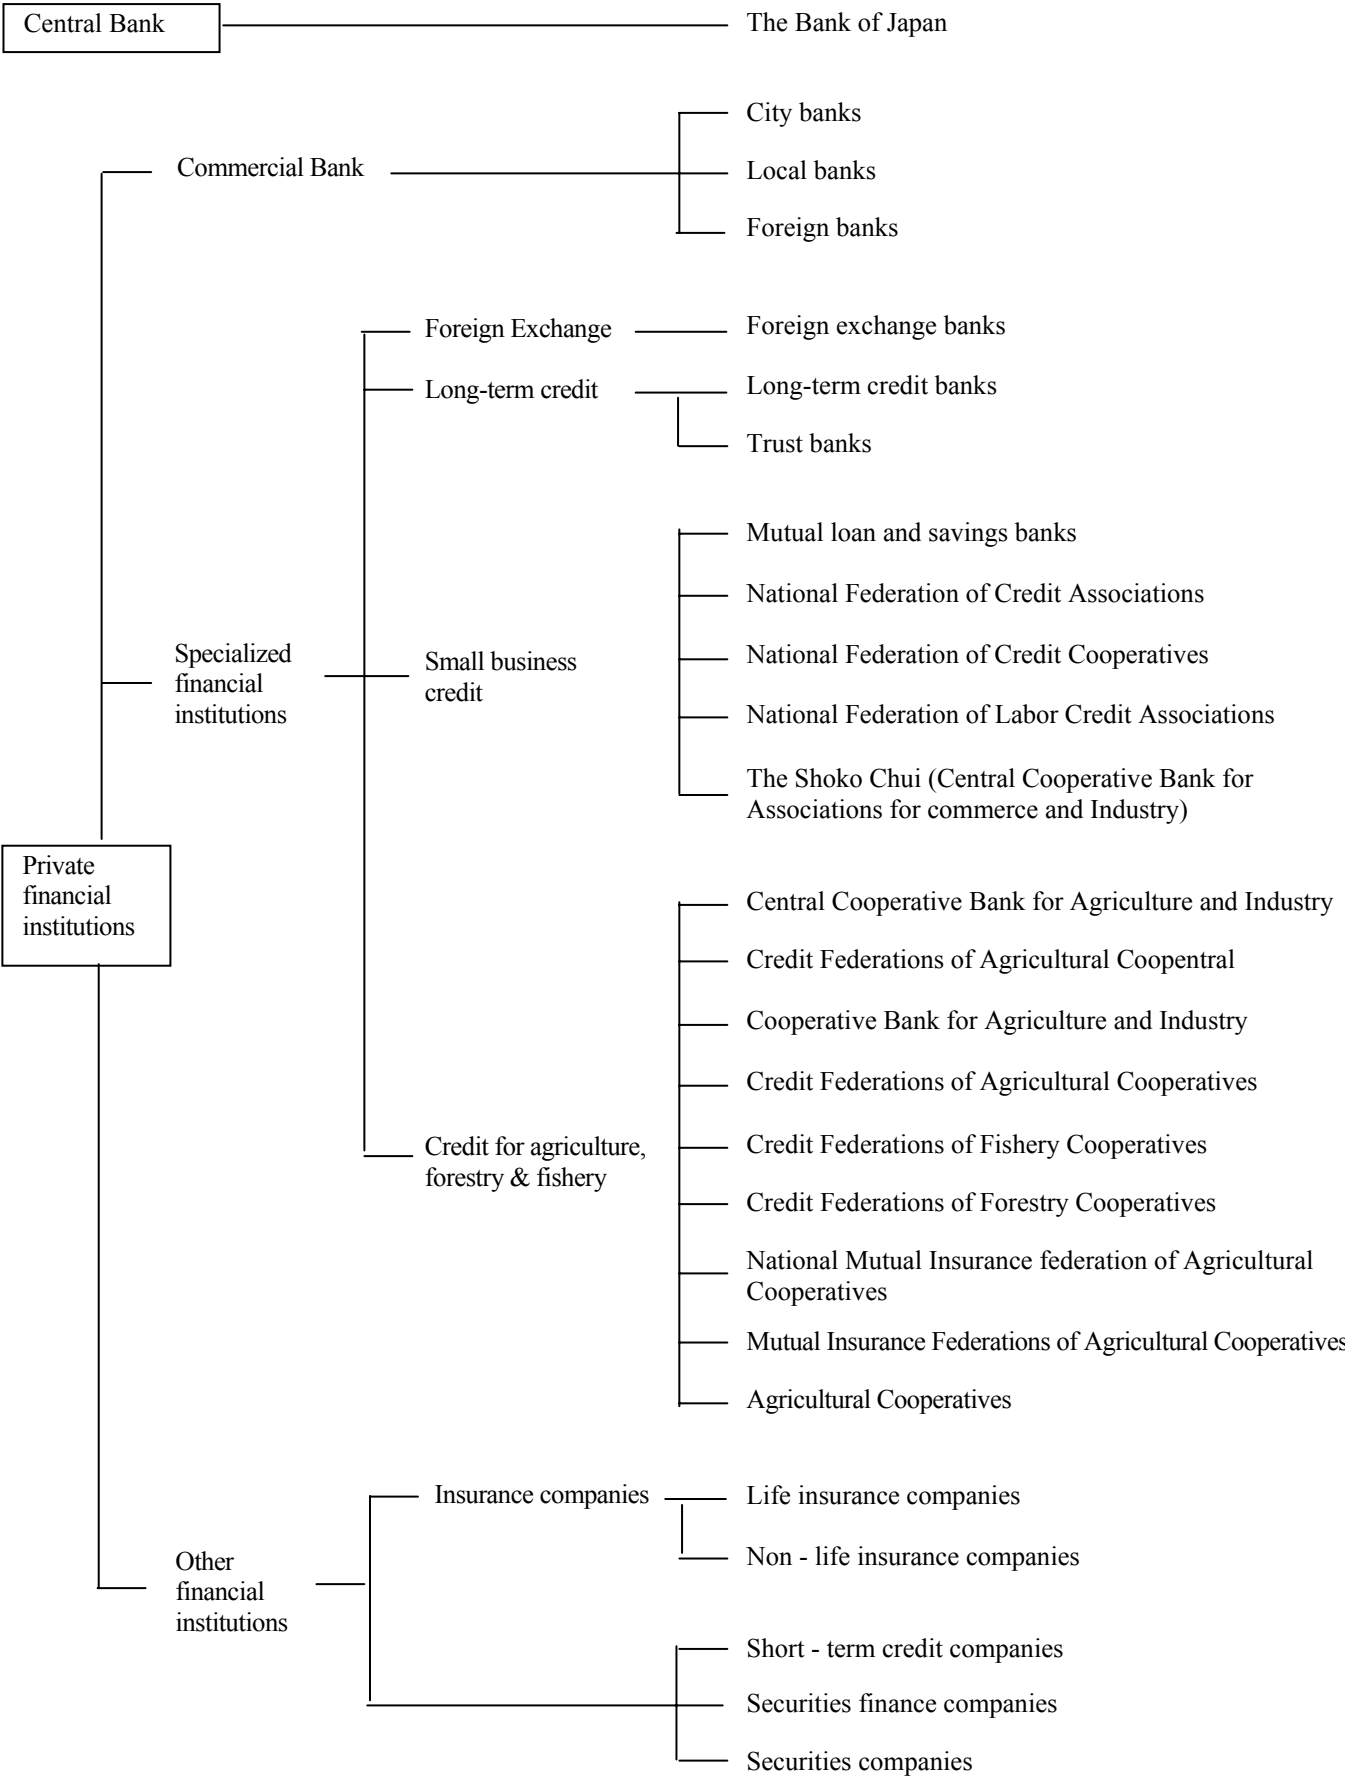 Central Bank
The Bank of Japan
City banks
Commercial Bank
Local banks
Foreign banks
Foreign Exchange
Foreign exchange banks
Long-term credit
Long-term credit banks
Trust banks
Mutual loan and savings banks
National Federation of Credit Associations
Specialized
financial
institutions
Small business
credit
National Federation of Credit Cooperatives
National Federation of Labor Credit Associations
The Shoko Chui (Central Cooperative Bank for
Associations for commerce and Industry)
Private
financial
institutions
Central Cooperative Bank for Agriculture and Industry
Credit Federations of Agricultural Coopentral
Cooperative Bank for Agriculture and Industry
Credit Federations of Agricultural Cooperatives
Credit for agriculture,
forestry & fishery
Credit Federations of Fishery Cooperatives
Credit Federations of Forestry Cooperatives
National Mutual Insurance federation of Agricultural
Cooperatives
Mutual Insurance Federations of Agricultural Cooperatives
Agricultural Cooperatives
Insurance companies
Life insurance companies
Non - life insurance companies
Other
financial
institutions
Short - term credit companies
Securities finance companies
Securities companies